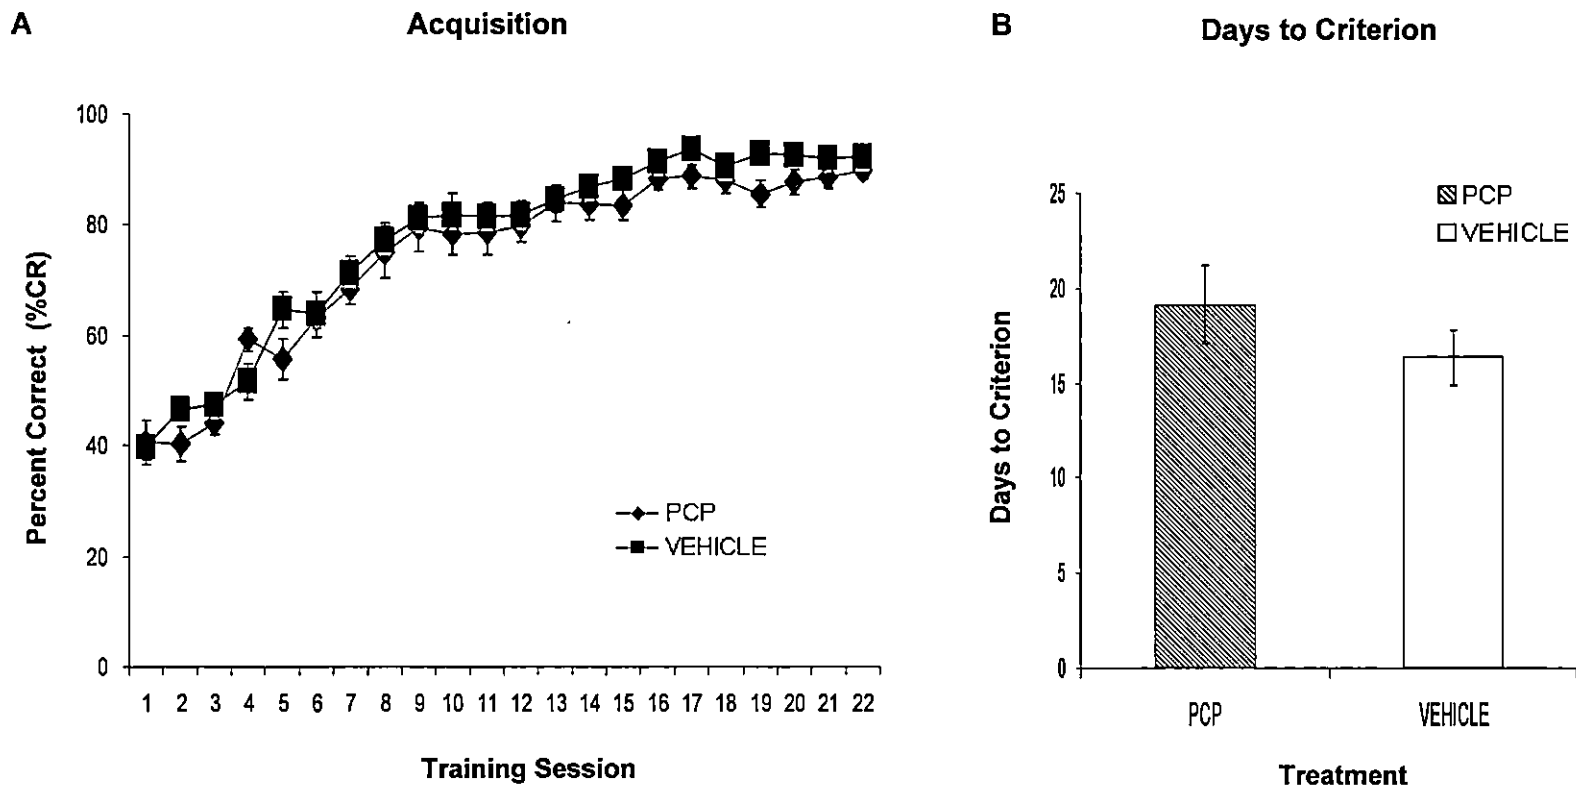 A
Acquisition
Percent Correct (%CR)
100
80
60
40
20
0
PCP
VEHICLE
1 2 3 4 5 6 7 8 9 10 11 12 13 14 15 16 17 18 19 20 21 22
Training Session
B
Days to Criterion
Days to Criterion
25
20
15
10
5
0
PCP
VEHICLE
PCP VEHICLE
Treatment